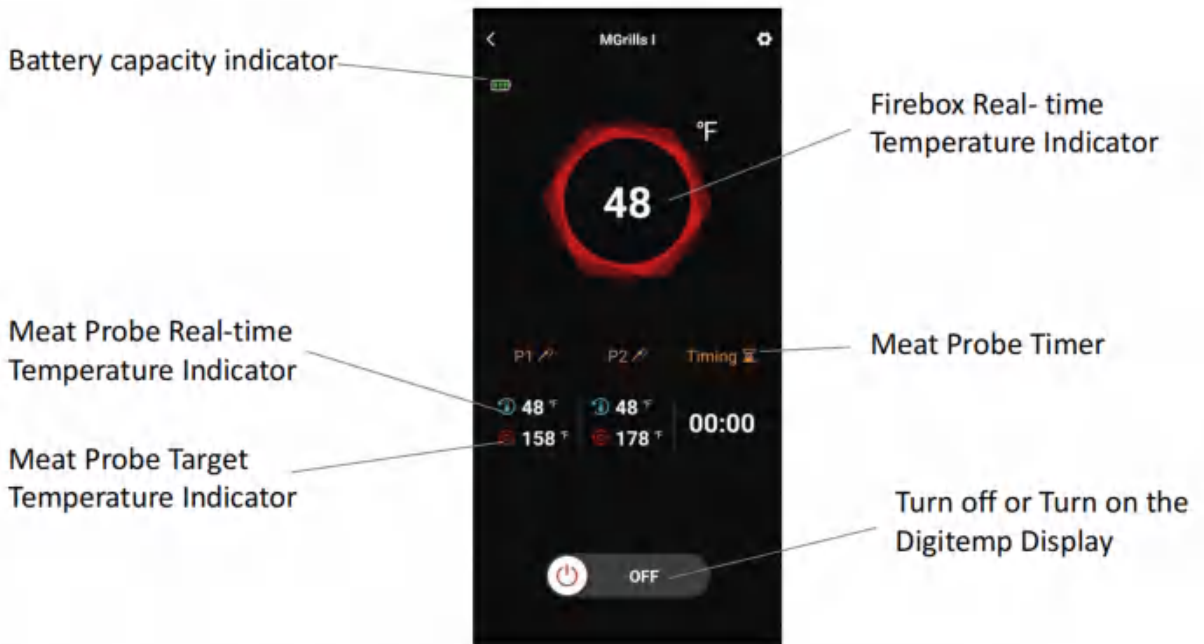 MGrills I
Battery capacity indicator
°F
Firebox Real- time
Temperature Indicator
48
Meat Probe Real-time
Temperature Indicator
P1
P2
Timing
Meat Probe Timer
48 °F
48 °F
00:00
158 °F
178 °F
Meat Probe Target
Temperature Indicator
Turn off or Turn on the
Digitemp Display
OFF